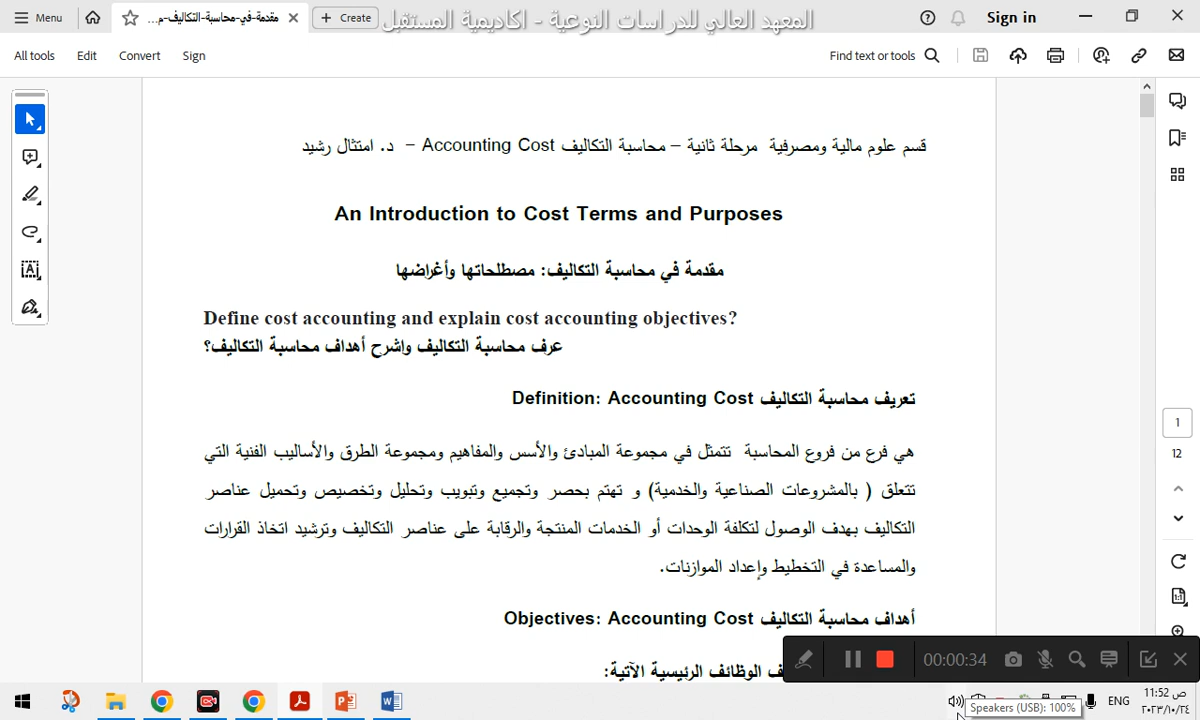 Menu
مقدمة-في-محاسبة-التكاليف-م...
Create
المعهد العالي للدراسات النوعية - اكاديمية المستقبل
Sign in
All tools
Edit
Convert
Sign
Find text or tools
قسم علوم مالية ومصرفية مرحلة ثانية – محاسبة التكاليف Accounting Cost – د. امتثال رشيد
An Introduction to Cost Terms and Purposes
مقدمة في محاسبة التكاليف: مصطلحاتها وأغراضها
Define cost accounting and explain cost accounting objectives?
عرف محاسبة التكاليف واشرح أهداف محاسبة التكاليف؟
تعريف محاسبة التكاليف Definition: Accounting Cost
هي فرع من فروع المحاسبة تتمثل في مجموعة المبادئ والأسس والمفاهيم ومجموعة الطرق والأساليب الفنية التي
تتعلق ( بالمشروعات الصناعية والخدمية) و تهتم بحصر وتجميع وتبويب وتحليل وتخصيص وتحميل عناصر
التكاليف بهدف الوصول لتكلفة الوحدات أو الخدمات المنتجة والرقابة على عناصر التكاليف وترشيد اتخاذ القرارات
والمساعدة في التخطيط وإعداد الموازنات.
أهداف محاسبة التكاليف Objectives: Accounting Cost
ف الوظائف الرئيسية الآتية:
1
12
00:00:34
Speakers (USB): 100%
ENG
11:52 ص
٢٠٢٣/١٠/٢٤